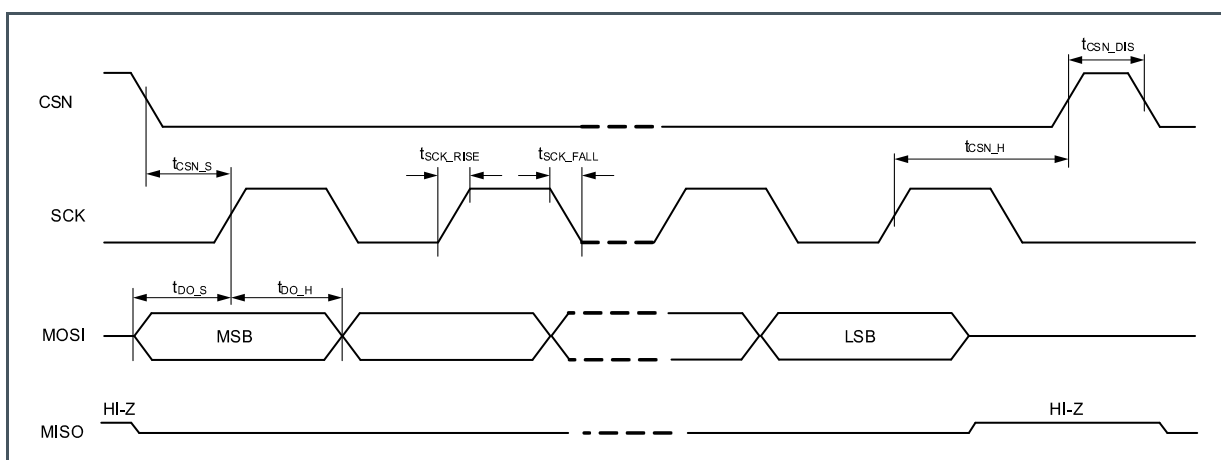 tCSN_DIS
CSN
tCSN_S
tSCK_RISE
tSCK_FALL
tCSN_H
SCK
tDO_S
tDO_H
MOSI
MSB
LSB
HI-Z
HI-Z
MISO